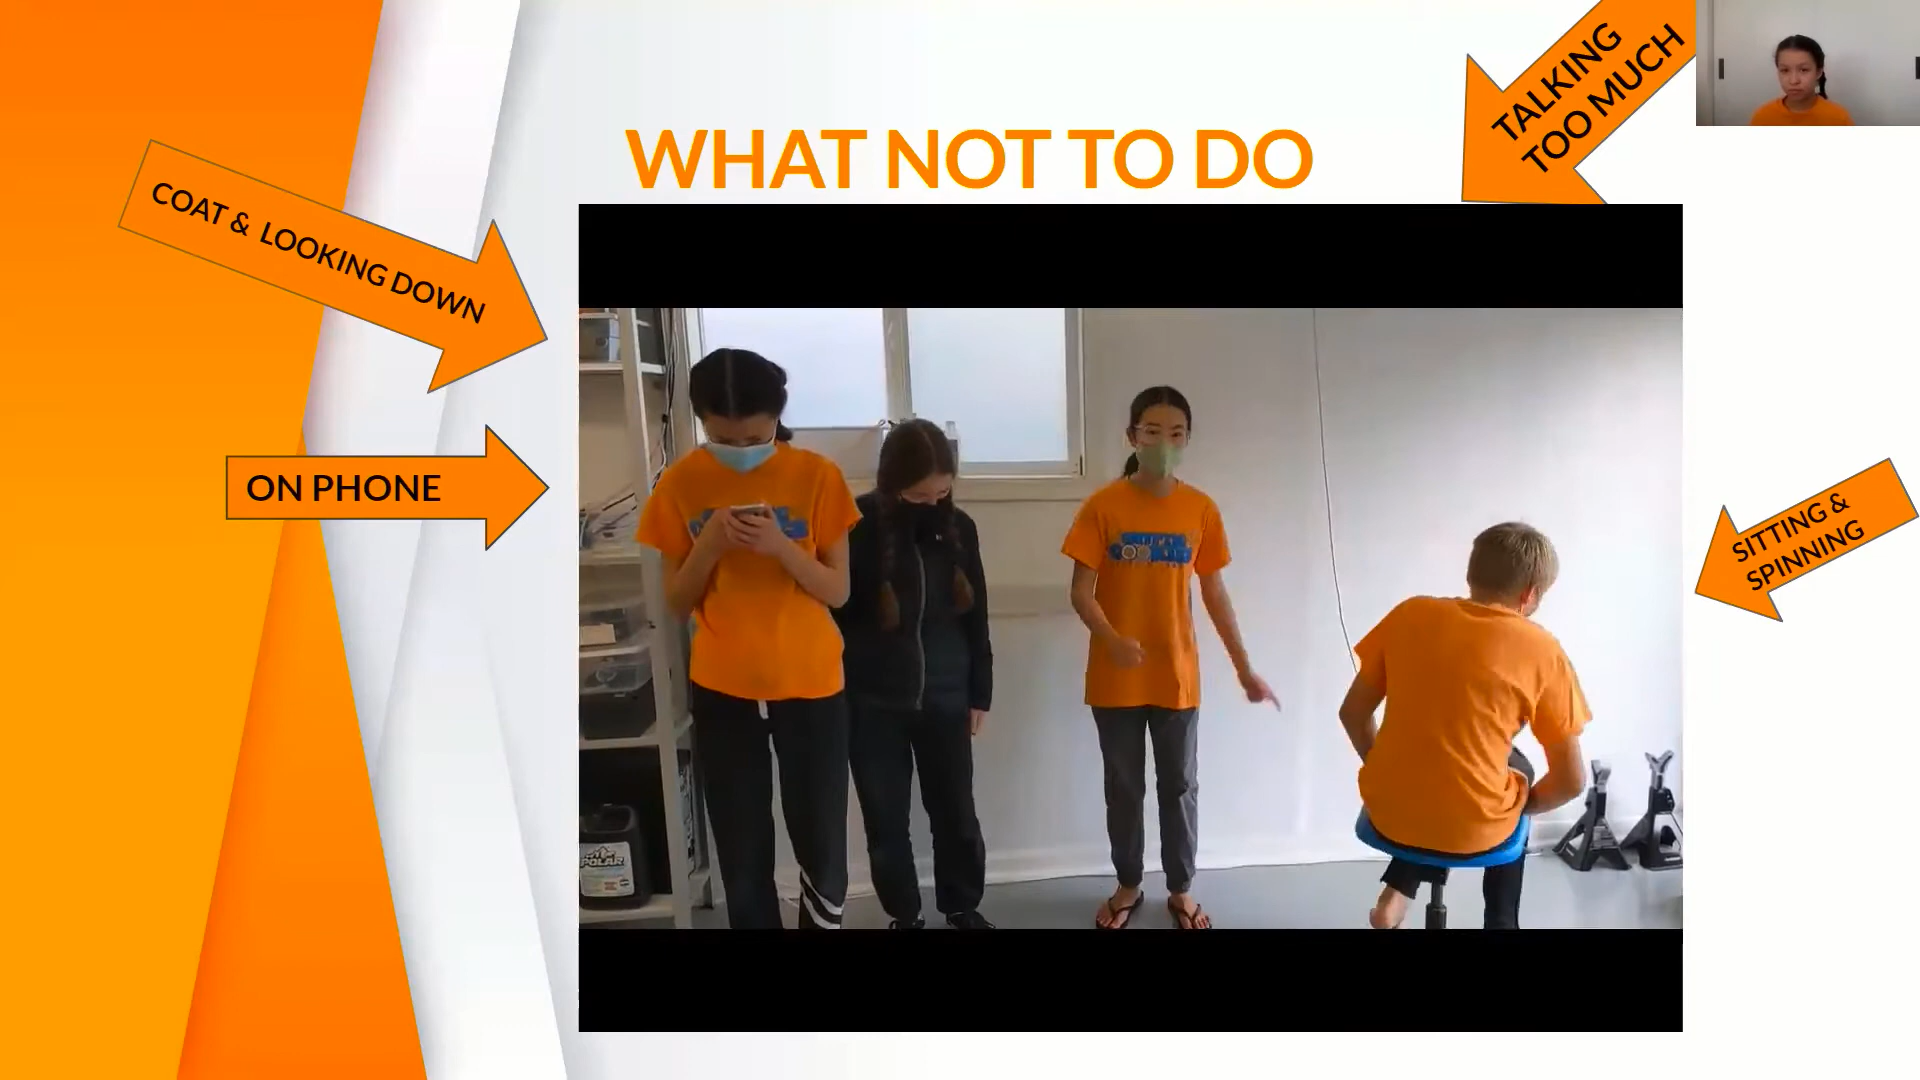 WHAT NOT TO DO
TALKING
TOO MUCH
COAT & LOOKING DOWN
ON PHONE
SITTING &
SPINNING
POLAR